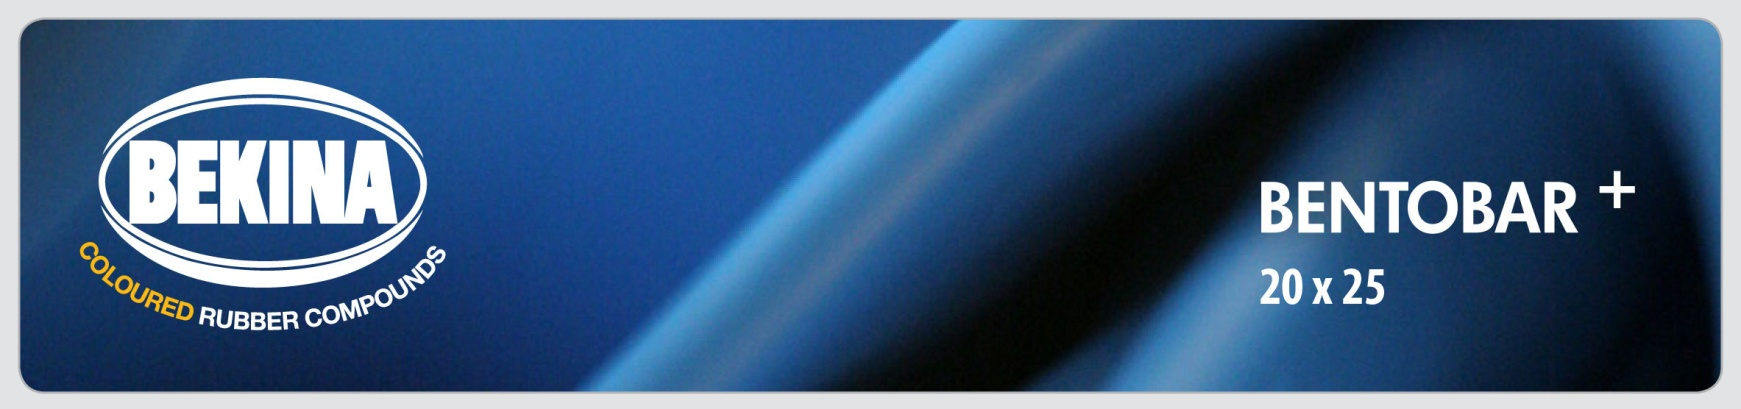 BEKINA
COLOURED RUBBER COMPOUNDS
BENTOBAR +
20 x 25